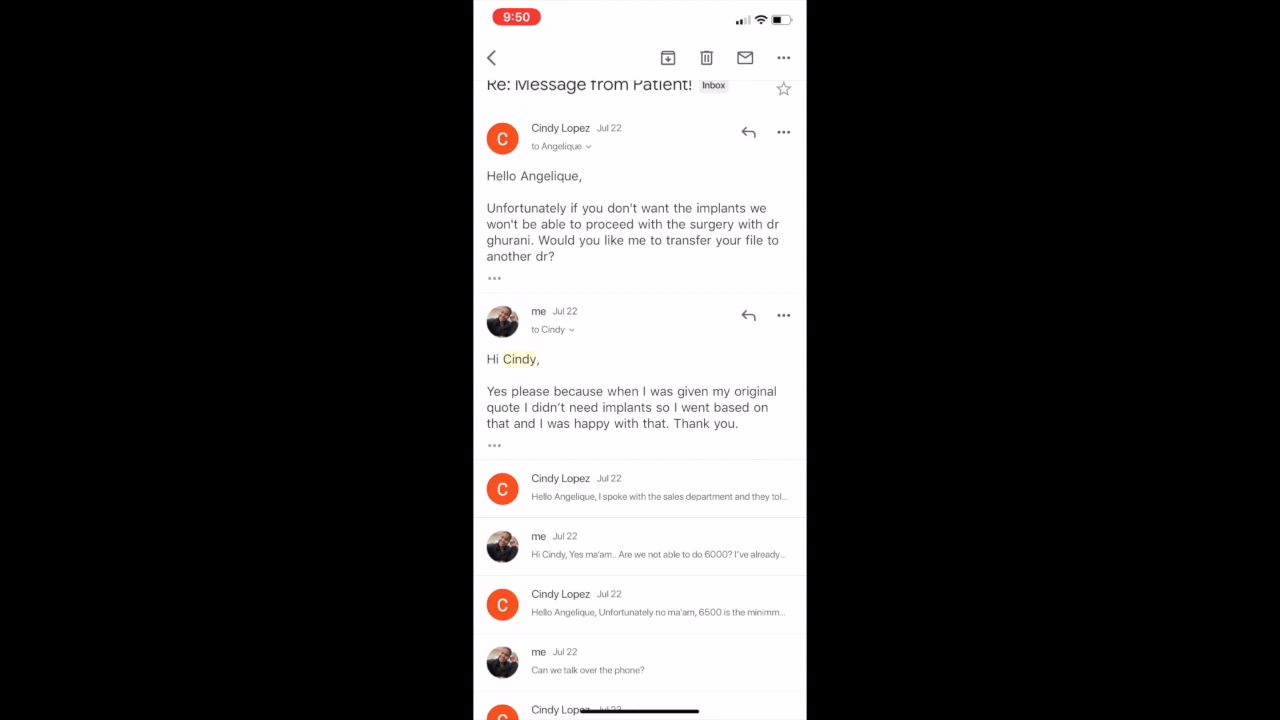 9:50
Re: Message from Patient! Inbox
C
Cindy Lopez Jul 22
to Angelique
Hello Angelique,
Unfortunately if you don't want the implants we
won't be able to proceed with the surgery with dr
ghurani. Would you like me to transfer your file to
another dr?
me Jul 22
to Cindy
Hi Cindy,
Yes please because when I was given my original
quote I didn't need implants so I went based on
that and I was happy with that. Thank you.
C
Cindy Lopez Jul 22
Hello Angelique, I spoke with the sales department and they tol...
me Jul 22
Hi Cindy, Yes ma'am.. Are we not able to do 6000? I've already...
C
Cindy Lopez Jul 22
Hello Angelique, Unfortunately no ma'am, 6500 is the minimm...
me Jul 22
Can we talk over the phone?
C
Cindy Lopez Jul 23